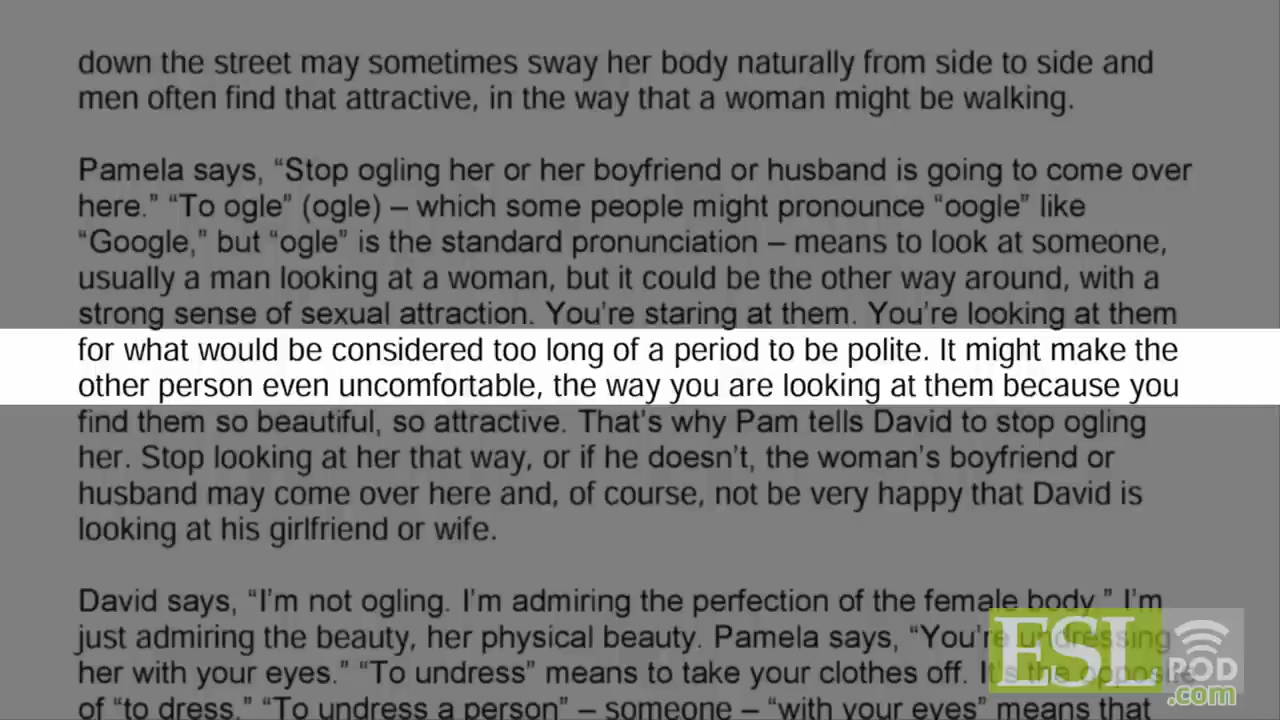 down the street may sometimes sway her body naturally from side to side and
men often find that attractive, in the way that a woman might be walking.
Pamela says, “Stop ogling her or her boyfriend or husband is going to come over
here.” “To ogle” (ogle) – which some people might pronounce “oogle” like
“Google,” but “ogle” is the standard pronunciation – means to look at someone,
usually a man looking at a woman, but it could be the other way around, with a
strong sense of sexual attraction. You’re staring at them. You’re looking at them
for what would be considered too long of a period to be polite. It might make the
other person even uncomfortable, the way you are looking at them because you
find them so beautiful, so attractive. That’s why Pam tells David to stop ogling
her. Stop looking at her that way, or if he doesn’t, the woman’s boyfriend or
husband may come over here and, of course, not be very happy that David is
looking at his girlfriend or wife.
David says, “I’m not ogling. I’m admiring the perfection of the female body.” I’m
just admiring the beauty, her physical beauty. Pamela says, “You’re undressing
her with your eyes.” “To undress” means to take your clothes off. It’s the opposite
of “to dress.” “To undress a person” – someone – “with your eyes” means that
ESL POD
.com